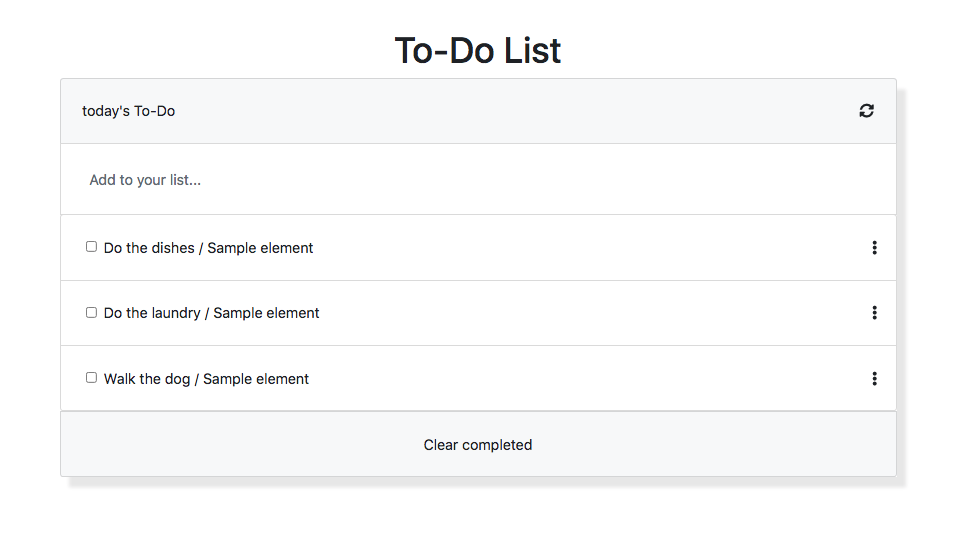 To-Do List
today's To-Do
Add to your list...
Do the dishes / Sample element
Do the laundry / Sample element
Walk the dog / Sample element
Clear completed